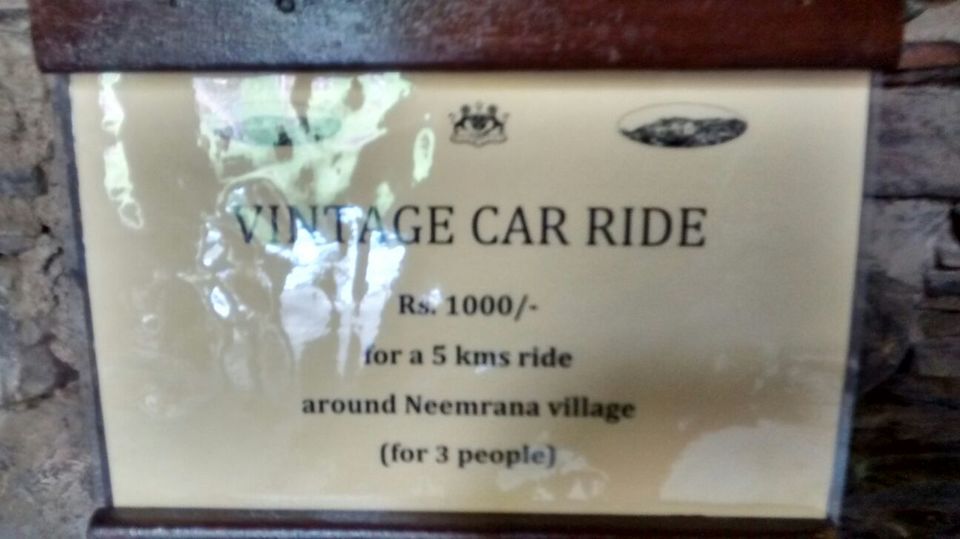 VINTAGE CAR RIDE
Rs. 1000/-
for a 5 kms ride
around Neemrana village
(for 3 people)